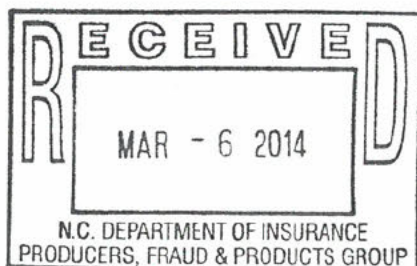 RECEIVED
MAR - 6 2014
N.C. DEPARTMENT OF INSURANCE
PRODUCERS, FRAUD & PRODUCTS GROUP